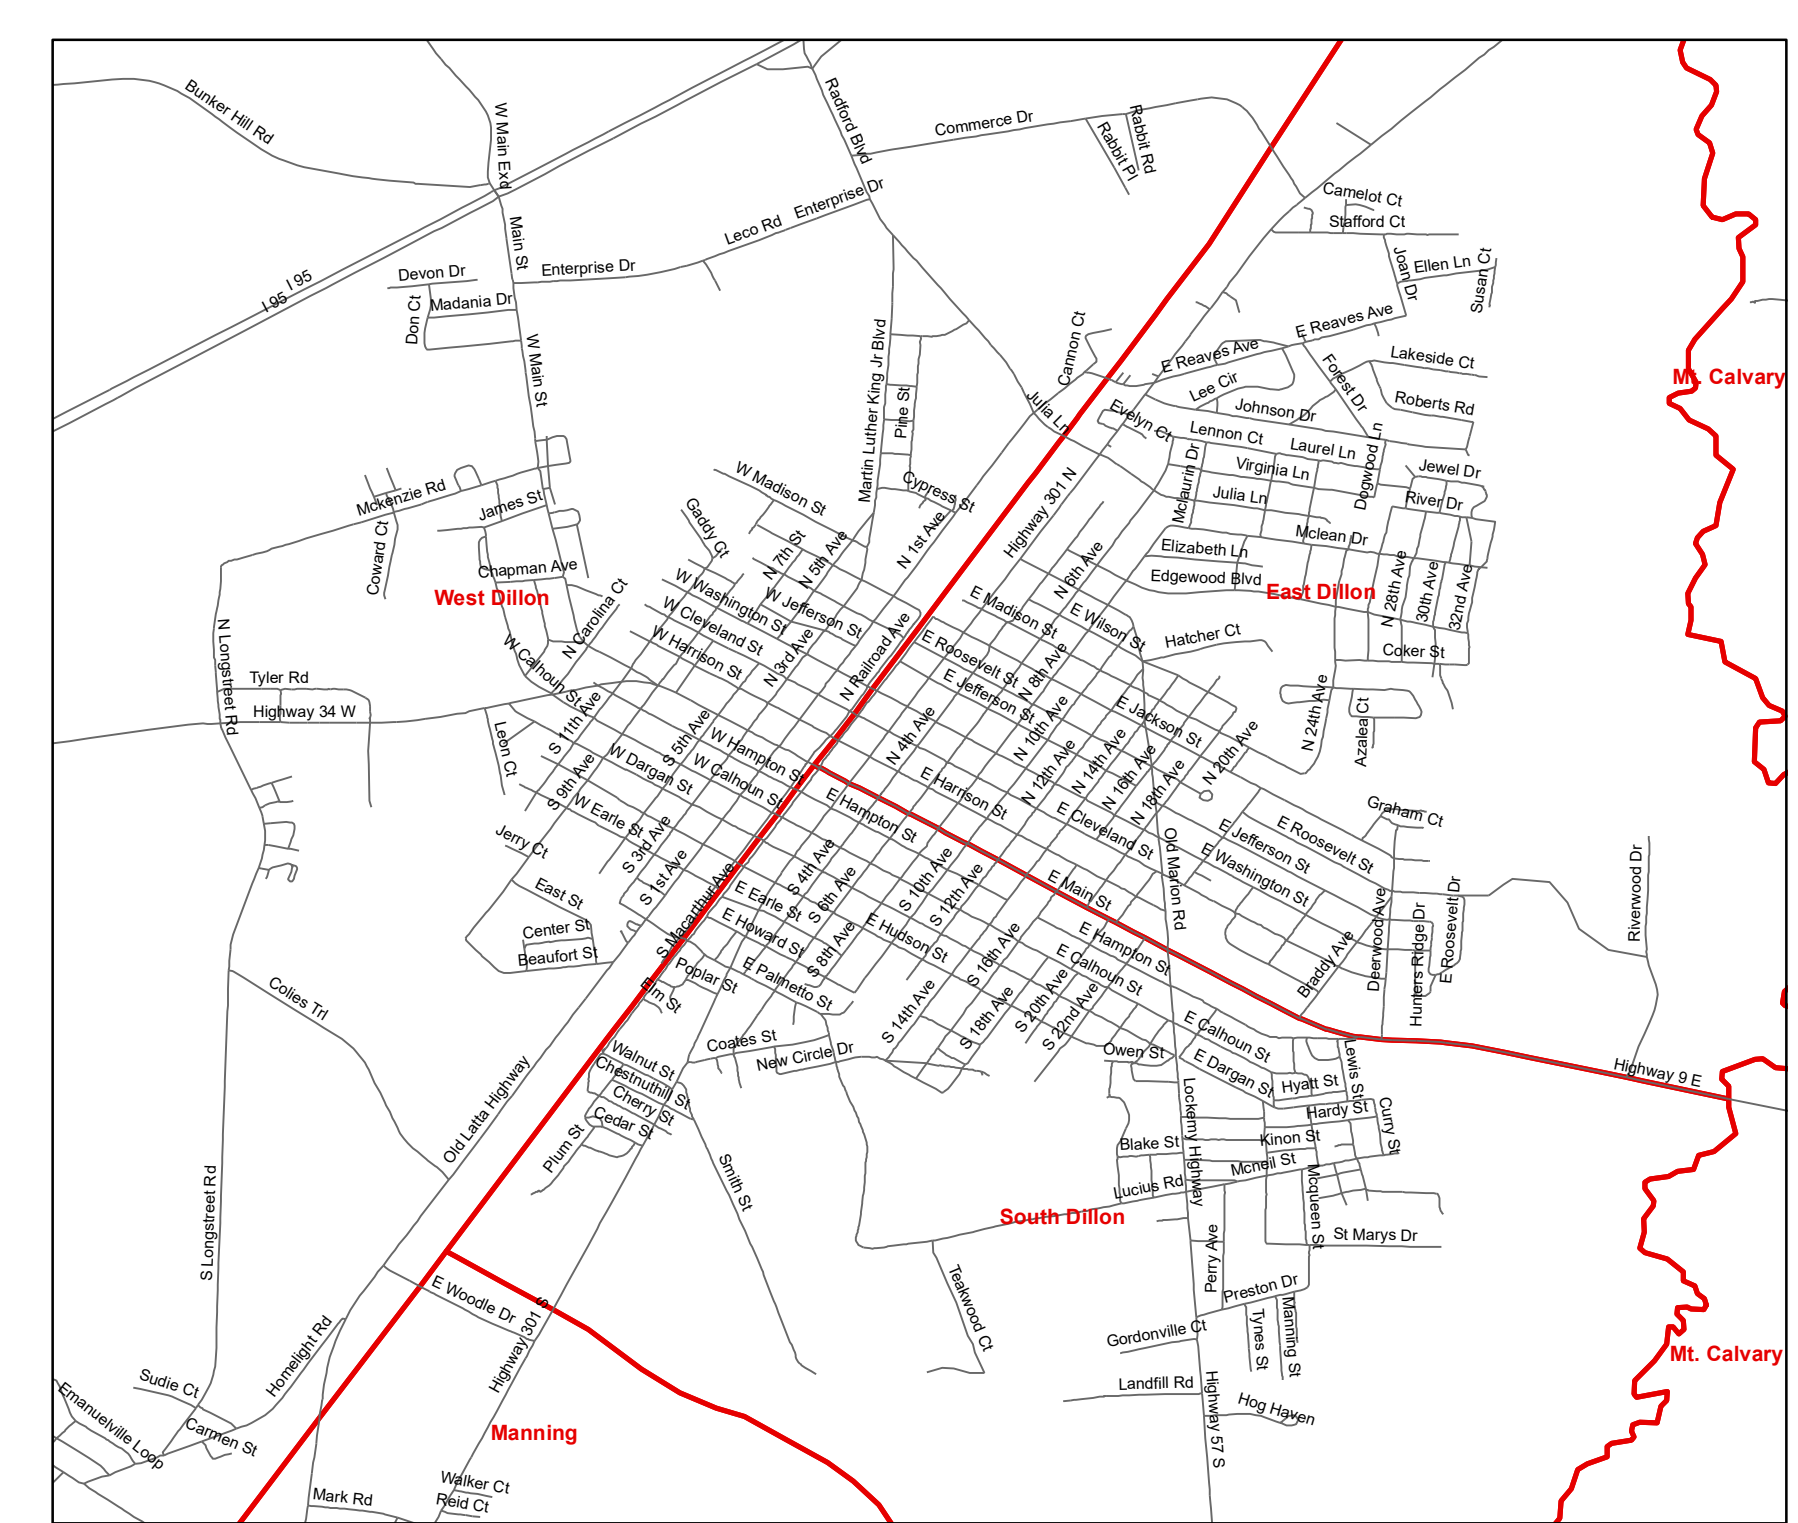 Bunker Hill Rd
W Main Exd
Radford Blvd
Commerce Dr
Rabbit Pl
Rabbit Rd
Main St
Leco Rd
Enterprise Dr
Enterprise Dr
Devon Dr
Madania Dr
Don Ct
I 95
I 95
W Main St
Camelot Ct
Stafford Ct
Joan Dr
Ellen Ln
Susan Ct
E Reaves Ave
E Reaves Ave
Cannon Ct
Julia Ln
Lee Cir
Forest Dr
Lakeside Ct
Roberts Rd
Mt. Calvary
Martin Luther King Jr Blvd
Pine St
Evelyn Ct
Johnson Dr
Lennon Ct
Laurel Ln
Dogwood Ln
Virginia Ln
Jewel Dr
Julia Ln
River Dr
Mclaurin Dr
Mclean Dr
Elizabeth Ln
Edgewood Blvd
East Dillon
N 28th Ave
30th Ave
32nd Ave
Coker St
Mckenzie Rd
James St
Coward Ct
Chapman Ave
West Dillon
W Madison St
Cypress St
Gaddy Ct
N 7th St
N 5th Ave
N 1st Ave
Highway 301 N
N 6th Ave
W Washington St
W Jefferson St
W Cleveland St
W Harrison St
N 3rd Ave
N Carolina Ct
W Calhoun St
N Railroad Ave
E Madison St
E Wilson St
E Roosevelt St
N 8th Ave
E Jefferson St
Hatcher Ct
N Longstreet Rd
Tyler Rd
Highway 34 W
Leon Ct
S 11th Ave
S 5th Ave
W Hampton St
W Dargan St
W Calhoun St
S 9th Ave
W Earle St
S 3rd Ave
S 1st Ave
N 4th Ave
N 10th Ave
E Jackson St
N 12th Ave
N 14th Ave
N 16th Ave
N 18th Ave
N 20th Ave
N 24th Ave
Azalea Ct
E Harrison St
E Hampton St
E Cleveland St
Graham Ct
E Roosevelt St
E Jefferson St
E Washington St
Old Marion Rd
Jerry Ct
East St
Center St
Beaufort St
S Macarthur Ave
E Earle St
E Howard St
S 4th Ave
S 6th Ave
S 8th Ave
S 10th Ave
S 12th Ave
E Hudson St
E Main St
E Hampton St
E Calhoun St
Braddy Ave
Deerwood Ave
Hunters Ridge Dr
E Roosevelt Dr
Riverwood Dr
Poplar St
Elm St
E Palmetto St
S 14th Ave
S 16th Ave
S 18th Ave
S 20th Ave
S 22nd Ave
Colies Trl
Old Latta Highway
Walnut St
Chestnuthill St
Cherry St
Cedar St
Plum St
Coates St
New Circle Dr
Smith St
Owen St
E Calhoun St
E Dargan St
Lewis St
Hyatt St
Hardy St
Curry St
Highway 9 E
Lockemy Highway
Blake St
Kinon St
Mcneil St
Lucius Rd
Mcqueen St
South Dillon
St Marys Dr
Perry Ave
Preston Dr
S Longstreet Rd
E Woodle Dr
Highway 301 S
Homelight Rd
Teakwood Ct
Gordonville Ct
Tynes St
Manning St
Landfill Rd
Hog Haven
Highway 57 S
Mt. Calvary
Sudie Ct
Carmen St
Emanuelville Loop
Manning
Mark Rd
Walker Ct
Reid Ct